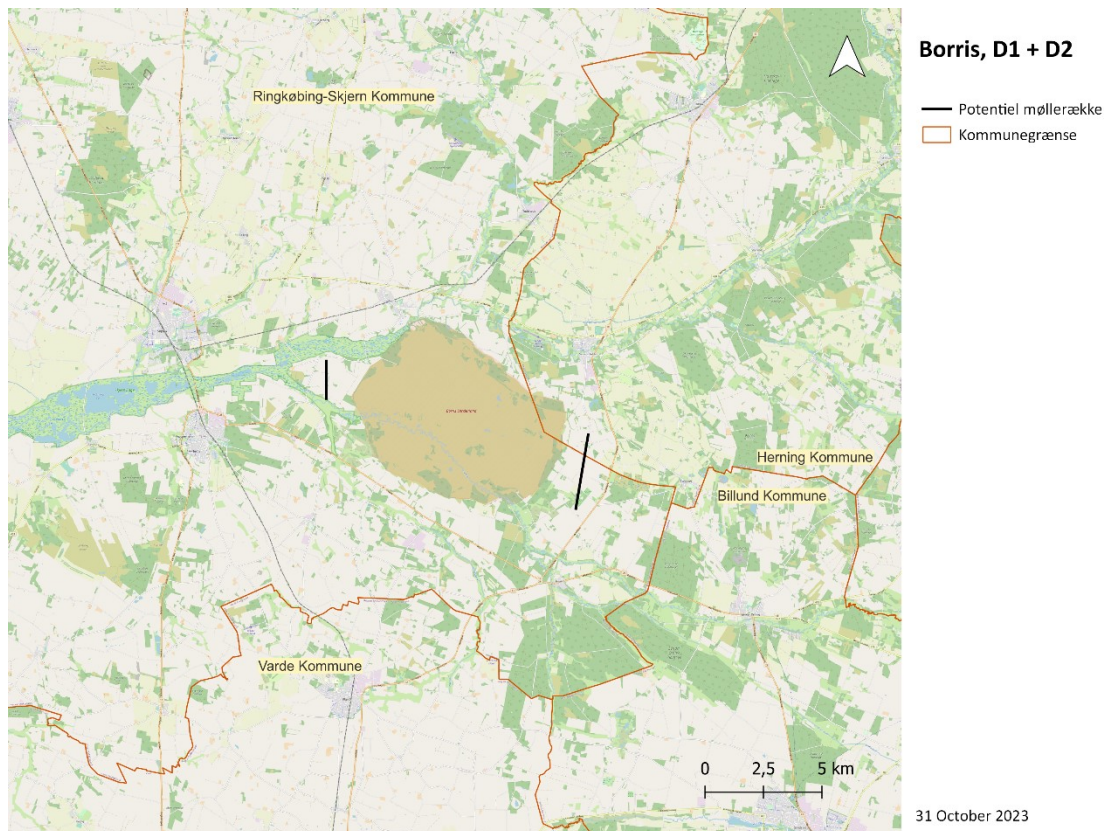 Borris, D1 + D2
Potentiel møllerække
Kommunegrænse
Ringkøbing-Skjern Kommune
Herning Kommune
Billund Kommune
Varde Kommune
0 2,5 5 km
31 October 2023